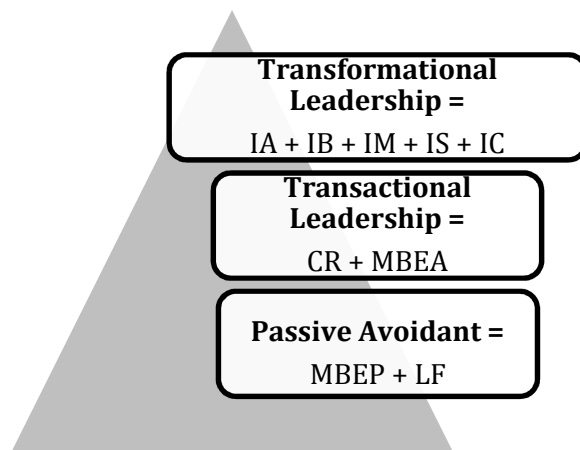 Transformational
Leadership =
IA + IB + IM + IS + IC
Transactional
Leadership =
CR + MBEA
Passive Avoidant =
MBEP + LF